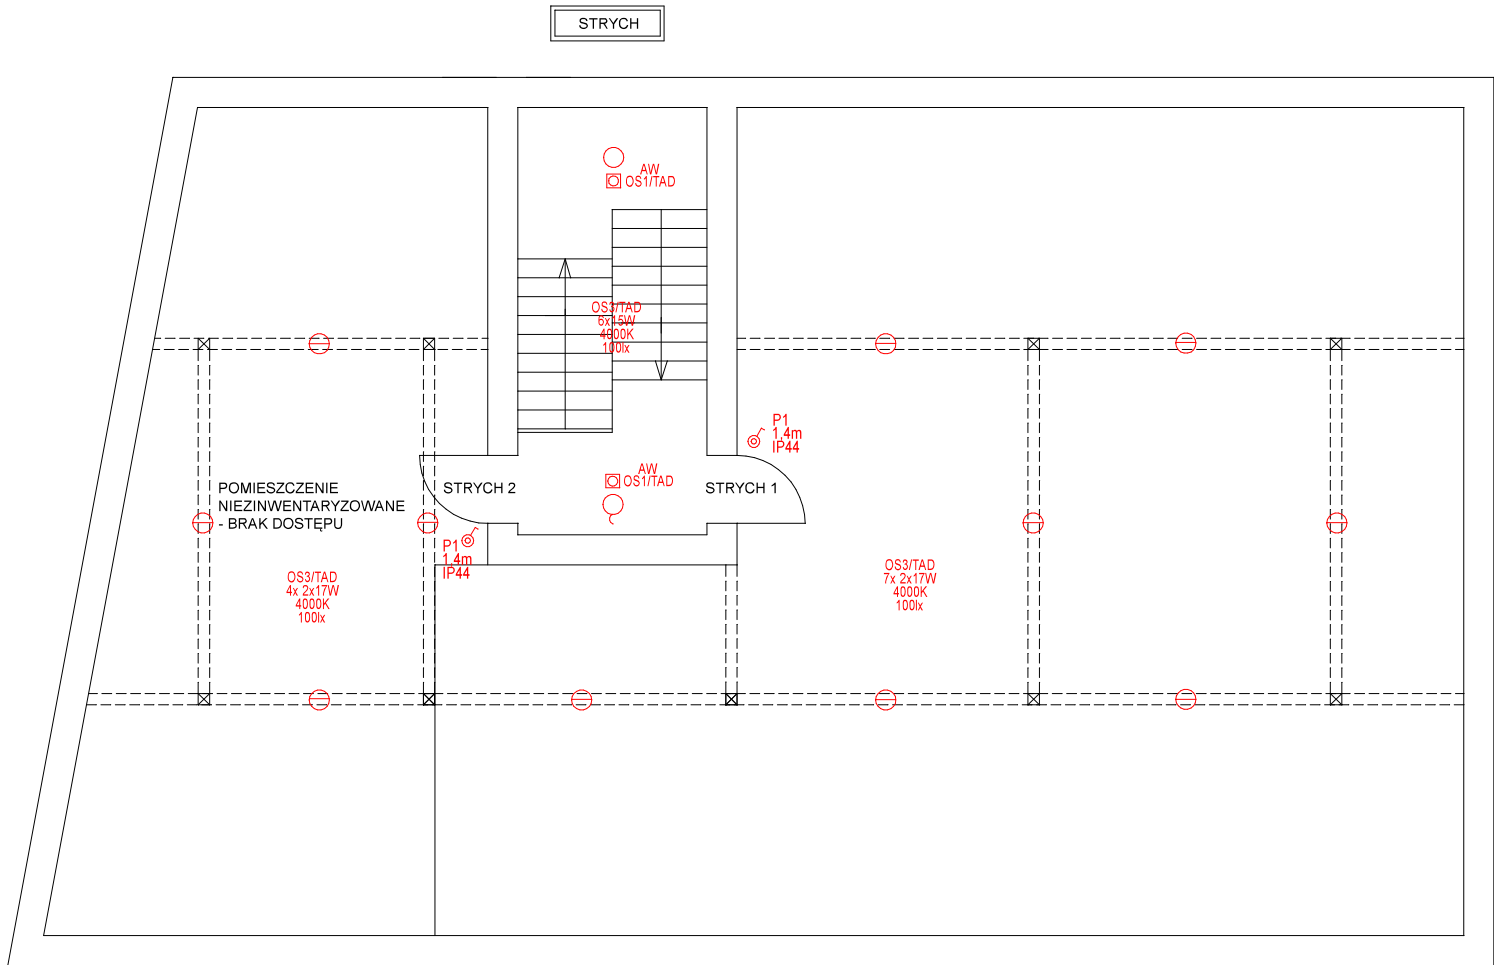 STRYCH
AW
OS1/TAD
OS3/TAD
6x15W
4000K
100lx
P1
1,4m
IP44
AW
OS1/TAD
STRYCH 2
STRYCH 1
POMIESZCZENIE
NIEZINWENTARYZOWANE
- BRAK DOSTĘPU
P1
1,4m
IP44
OS3/TAD
4x 2x17W
4000K
100lx
OS3/TAD
7x 2x17W
4000K
100lx